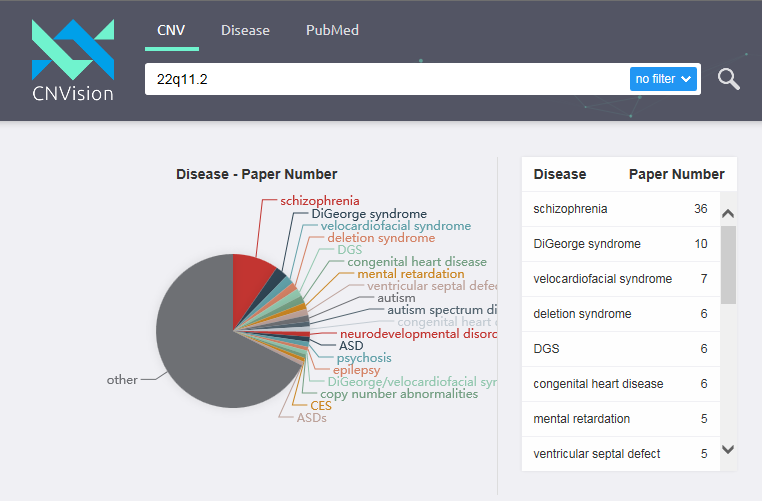 CNV Disease PubMed
CNVision
22q11.2 no filter
Disease - Paper Number
schizophrenia
DiGeorge syndrome
velocardiofacial syndrome
deletion syndrome
DGS
congenital heart disease
mental retardation
ventricular septal defec
autism
autism spectrum di
congenital heart d
neurodevelopmental disord
ASD
psychosis
other
epilepsy
DiGeorge/velocardiofacial syn
copy number abnormalities
CES
ASDs
Disease Paper Number
schizophrenia 36
DiGeorge syndrome 10
velocardiofacial syndrome 7
deletion syndrome 6
DGS 6
congenital heart disease 6
mental retardation 5
ventricular septal defect 5